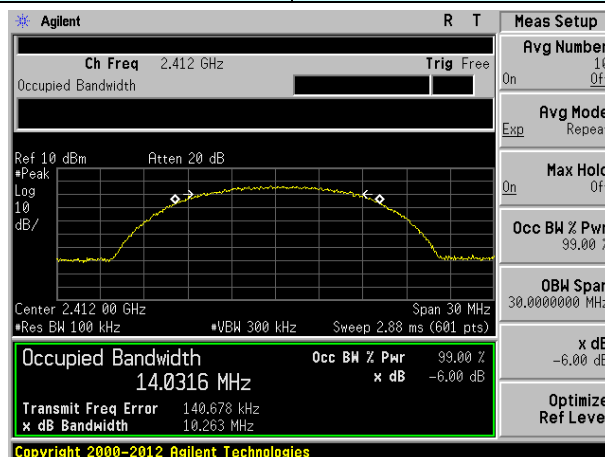 Agilent R T
Meas Setup
Avg Number
10
On Off
Ch Freq 2.412 GHz Trig Free
Occupied Bandwidth
Avg Mode
Exp Repeat
Ref 10 dBm Atten 20 dB
#Peak
Log
10
dB/
Max Hold
On Off
Occ BW % Pwr
99.00 %
OBW Span
30.0000000 MHz
Center 2.412 00 GHz Span 30 MHz
#Res BW 100 kHz #VBW 300 kHz Sweep 2.88 ms (601 pts)
Occupied Bandwidth
14.0316 MHz
Occ BW % Pwr 99.00 %
x dB -6.00 dB
x dB
-6.00 dB
Transmit Freq Error 140.678 kHz
x dB Bandwidth 10.263 MHz
Optimize
Ref Level
Copyright 2000-2012 Agilent Technologies